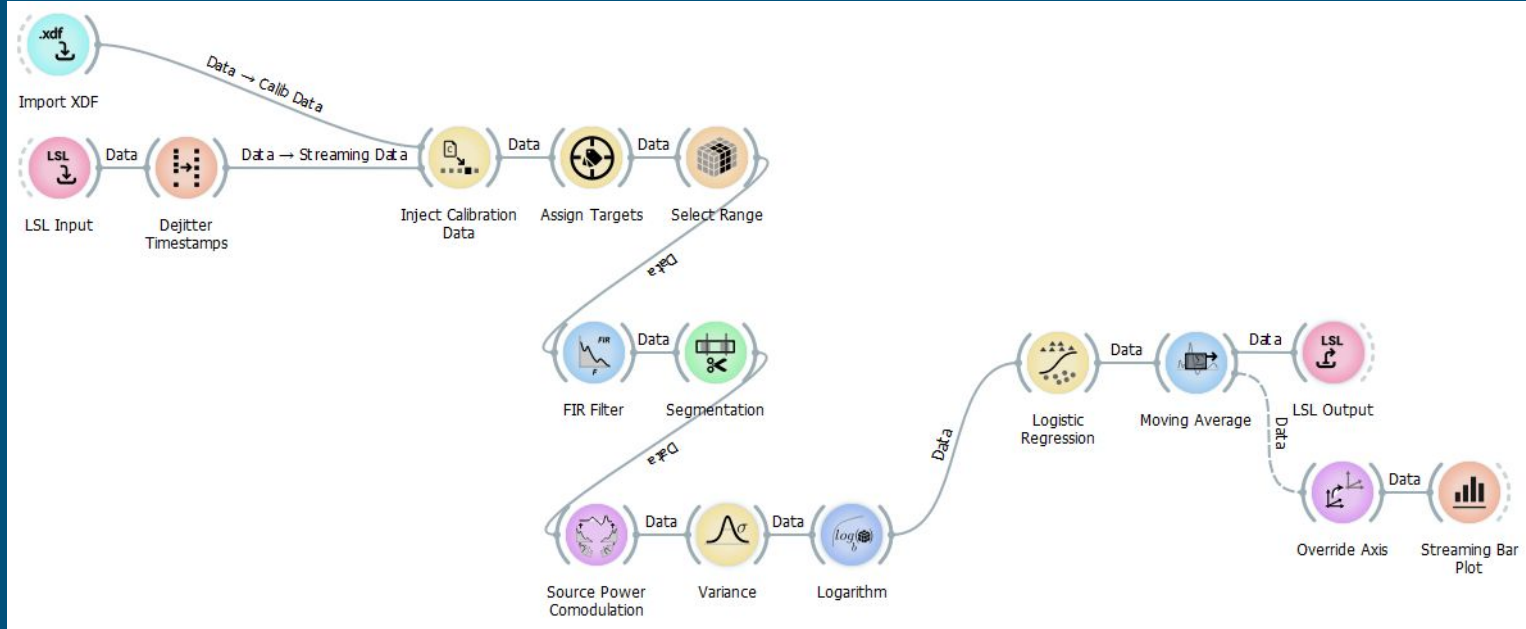 .xdf
Import XDF
Data → Calib Data
LSL
LSL Input
Data
Dejitter
Timestamps
Data → Streaming Data
C
Inject Calibration
Data
Data
Assign Targets
Data
Select Range
Data
FIR
F
FIR Filter
Data
Segmentation
Data
Source Power
Comodulation
Data
σ
Variance
Data
log( )
b
Logarithm
Data
Logistic
Regression
Data
Moving Average
Data
LSL
LSL Output
Data
Override Axis
Data
Streaming Bar
Plot